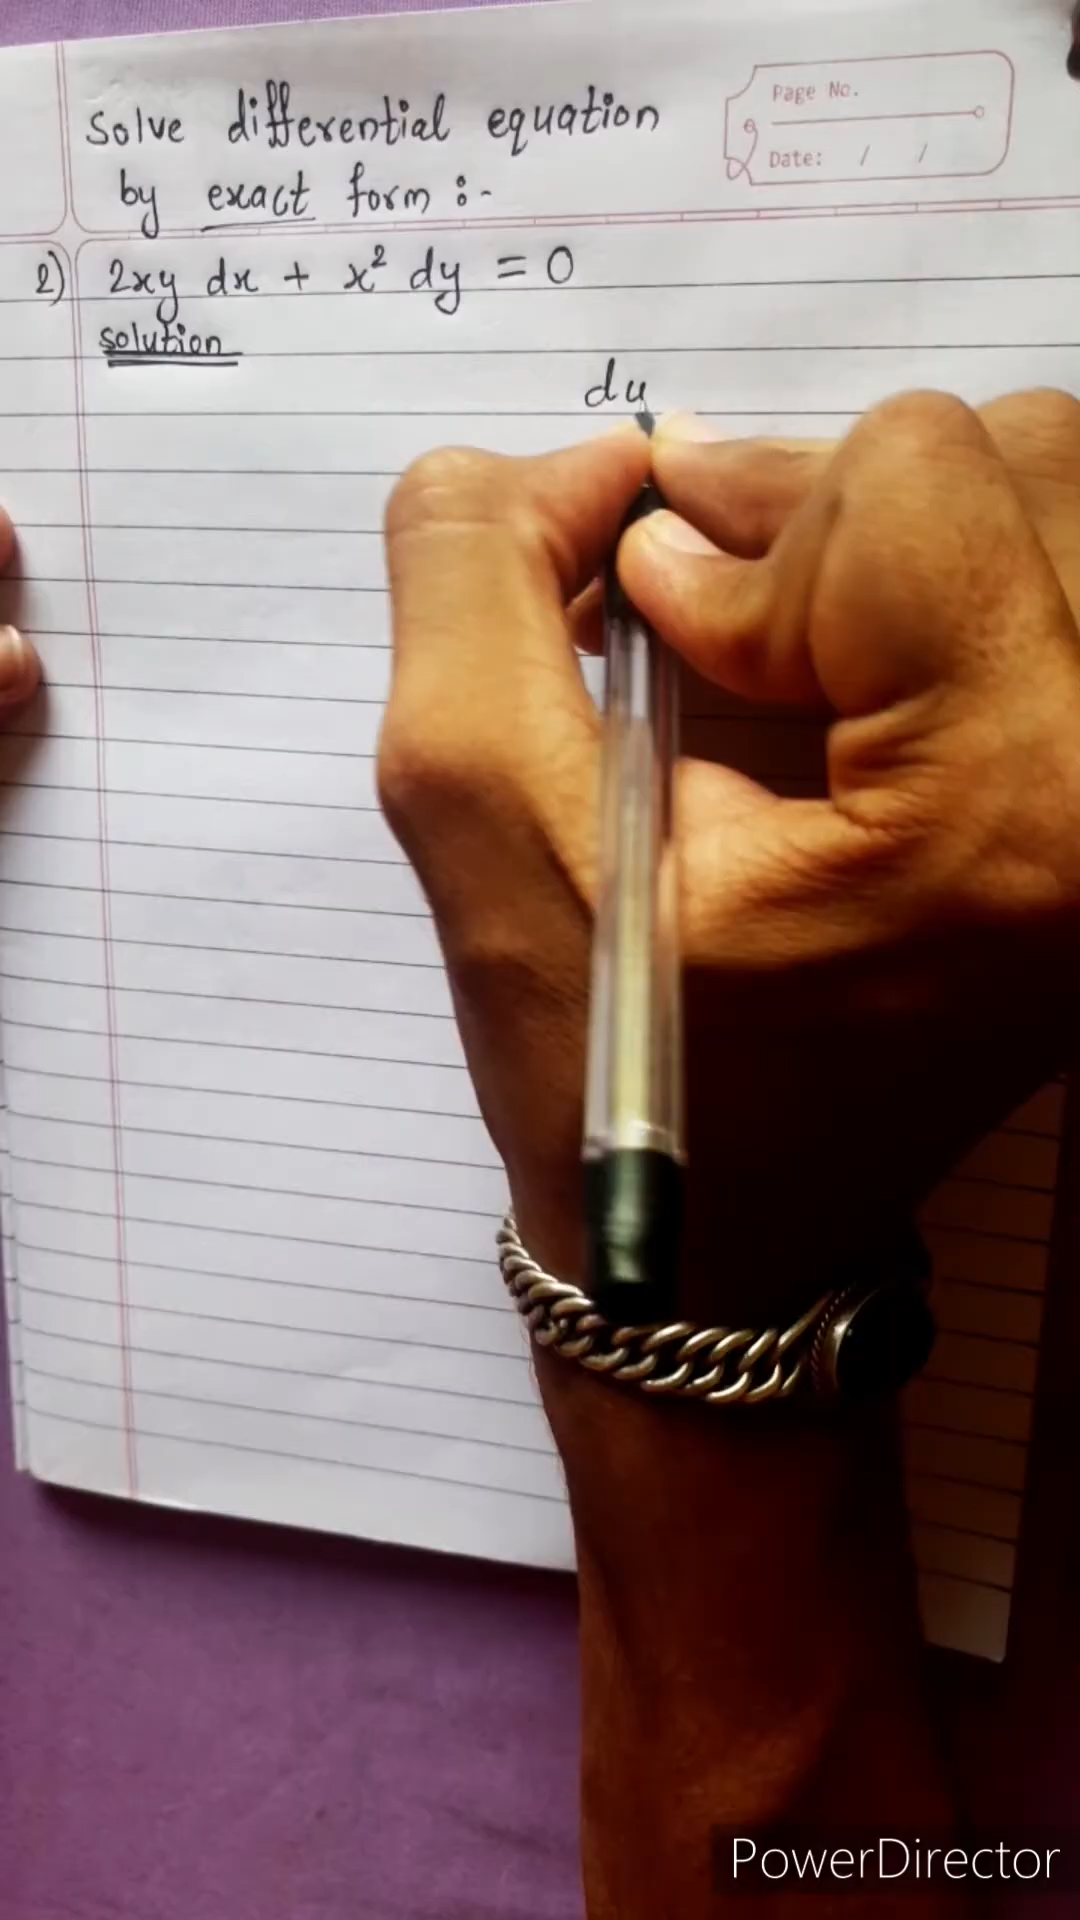 Solve differential equation
by exact form :-
Page No.
Date: / /
2) 2xy dx + x² dy = 0
solution
du
PowerDirector